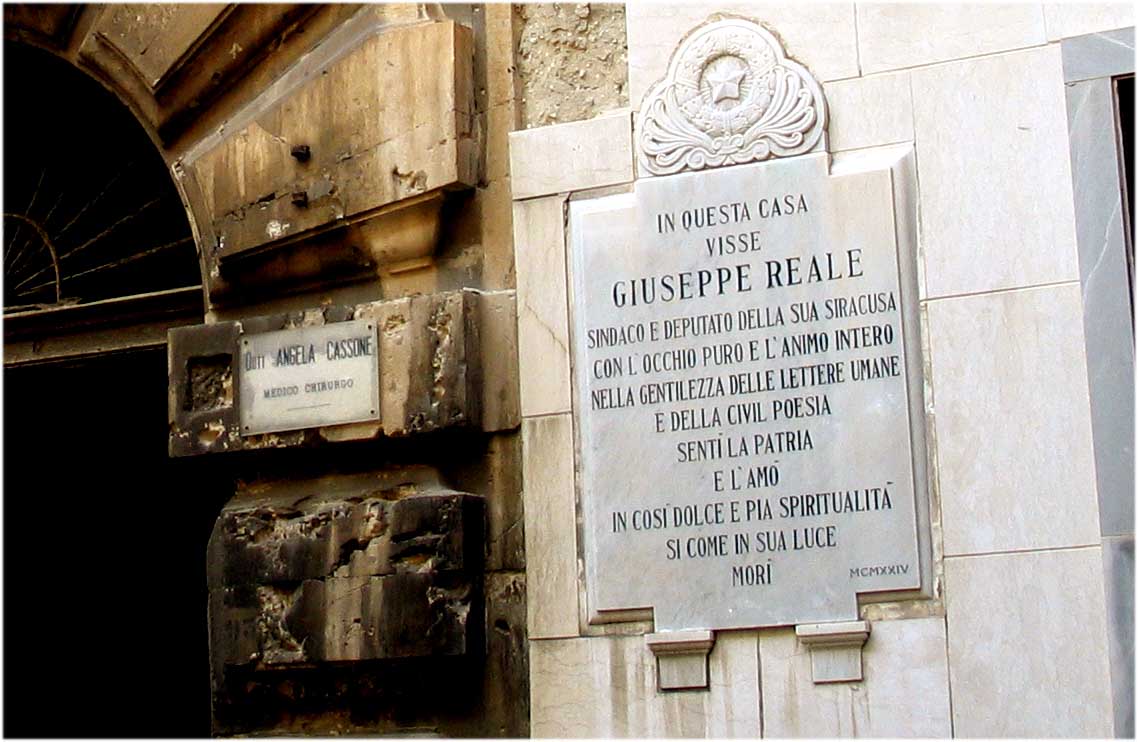 DOTT. ANGELA CASSONE
MEDICO CHIRURGO
IN QUESTA CASA
VISSE
GIUSEPPE REALE
SINDACO E DEPUTATO DELLA SUA SIRACUSA
CON L'OCCHIO PURO E L'ANIMO INTERO
NELLA GENTILEZZA DELLE LETTERE UMANE
E DELLA CIVIL POESIA
SENTÌ LA PATRIA
E L'AMÒ
IN COSÌ DOLCE E PIA SPIRITUALITÀ
SI COME IN SUA LUCE
MORÌ
MCMXXIV